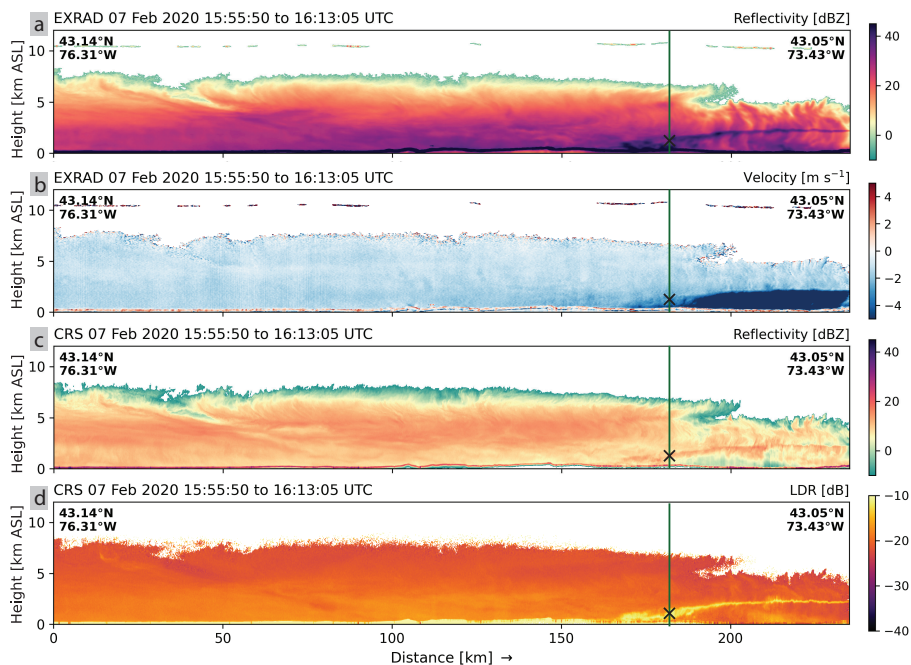 a EXRAD 07 Feb 2020 15:55:50 to 16:13:05 UTC Reflectivity [dBZ]
43.14°N 43.05°N
76.31°W 73.43°W
Height [km ASL]
10
5
0
40
20
0
b EXRAD 07 Feb 2020 15:55:50 to 16:13:05 UTC Velocity [m s⁻¹]
43.14°N 43.05°N
76.31°W 73.43°W
Height [km ASL]
10
5
0
4
2
0
−2
−4
c CRS 07 Feb 2020 15:55:50 to 16:13:05 UTC Reflectivity [dBZ]
43.14°N 43.05°N
76.31°W 73.43°W
Height [km ASL]
10
5
0
40
20
0
d CRS 07 Feb 2020 15:55:50 to 16:13:05 UTC LDR [dB]
43.14°N 43.05°N
76.31°W 73.43°W
Height [km ASL]
10
5
0
−10
−20
−30
−40
0 50 100 150 200
Distance [km] →